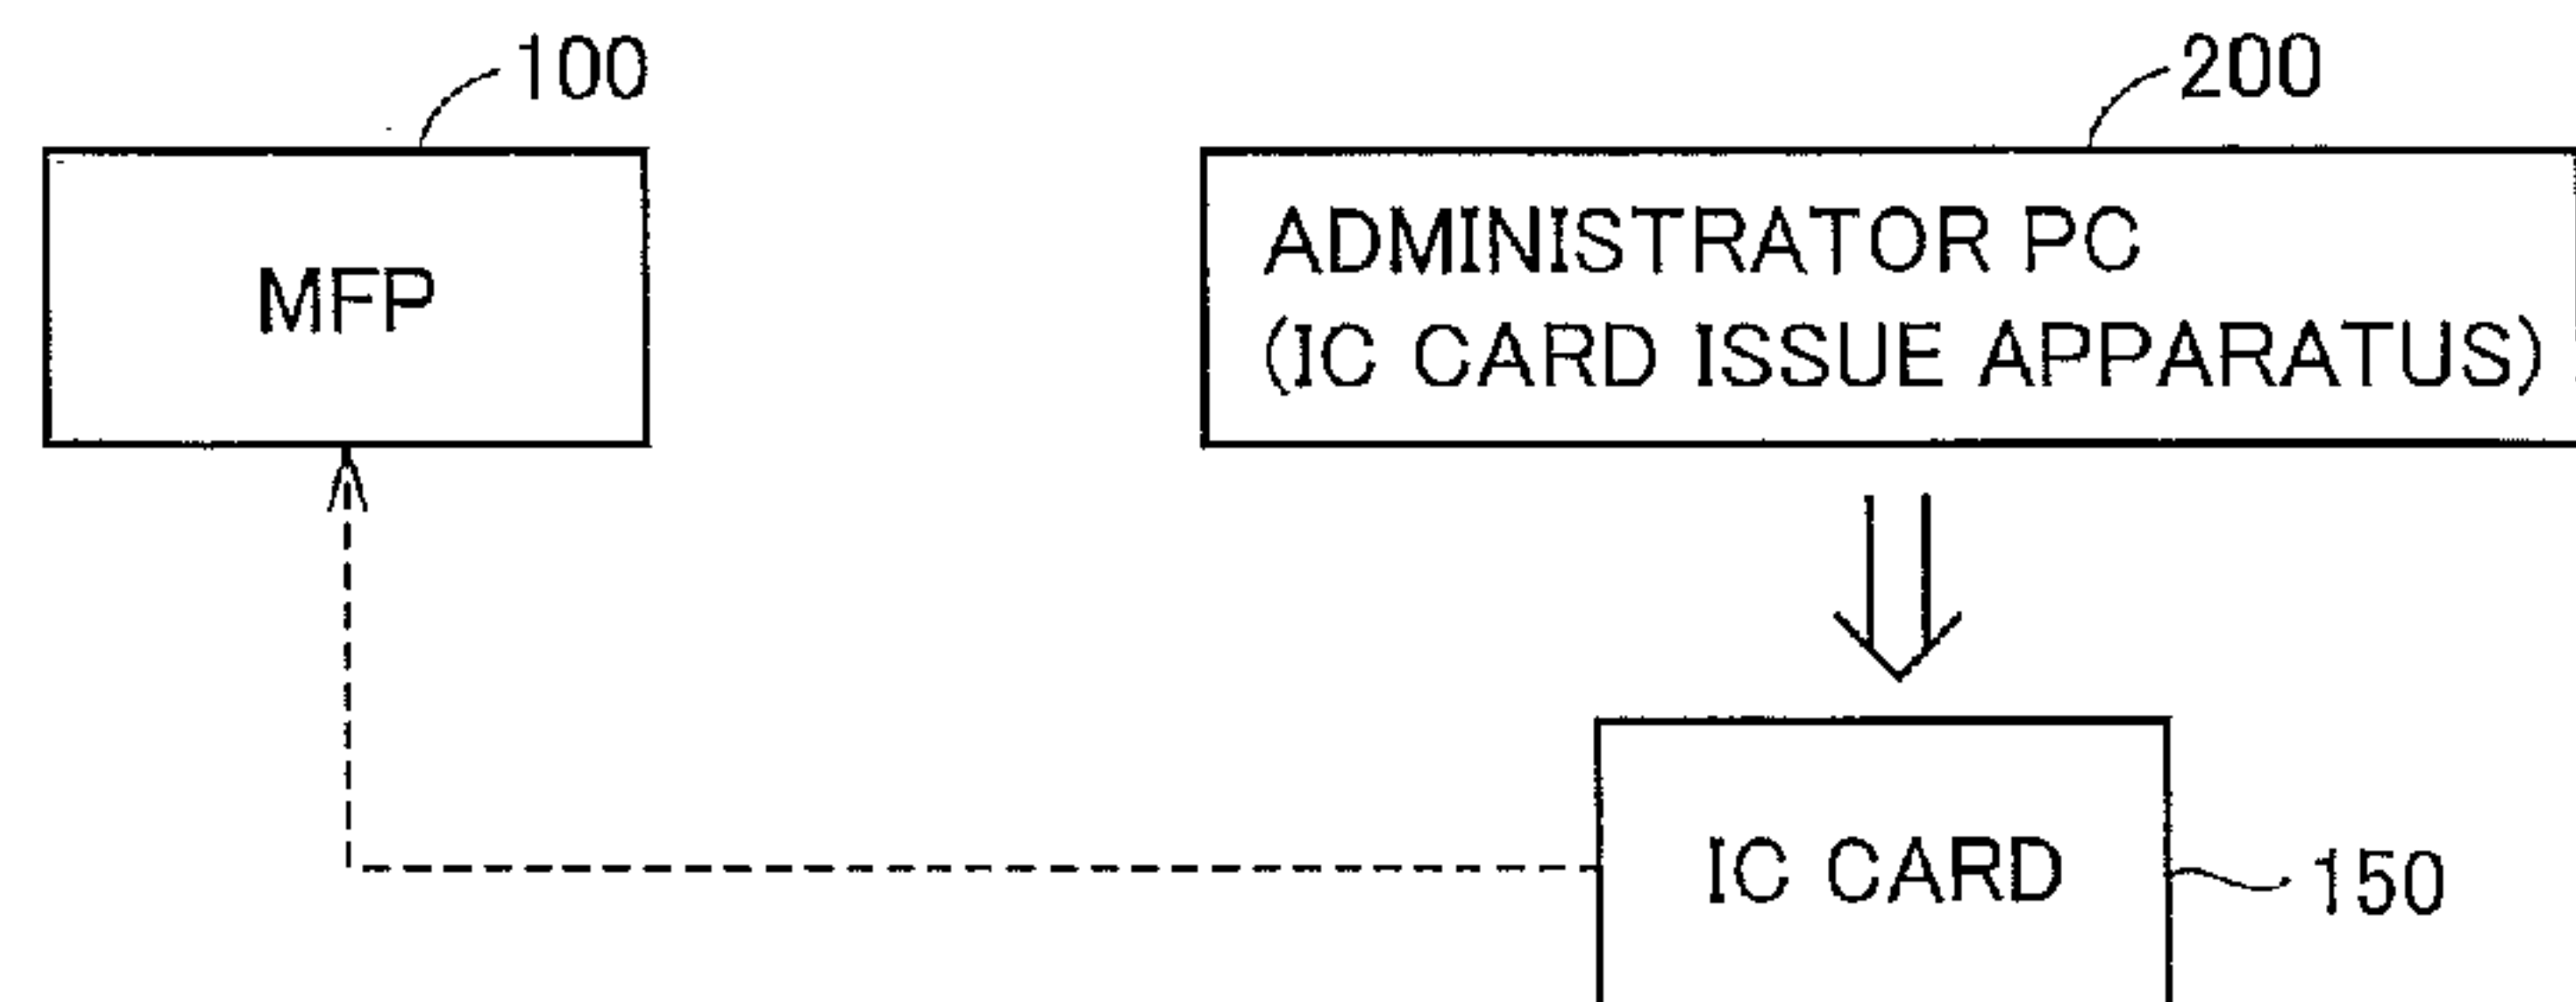 100
200
MFP
ADMINISTRATOR PC
(IC CARD ISSUE APPARATUS)
IC CARD
150